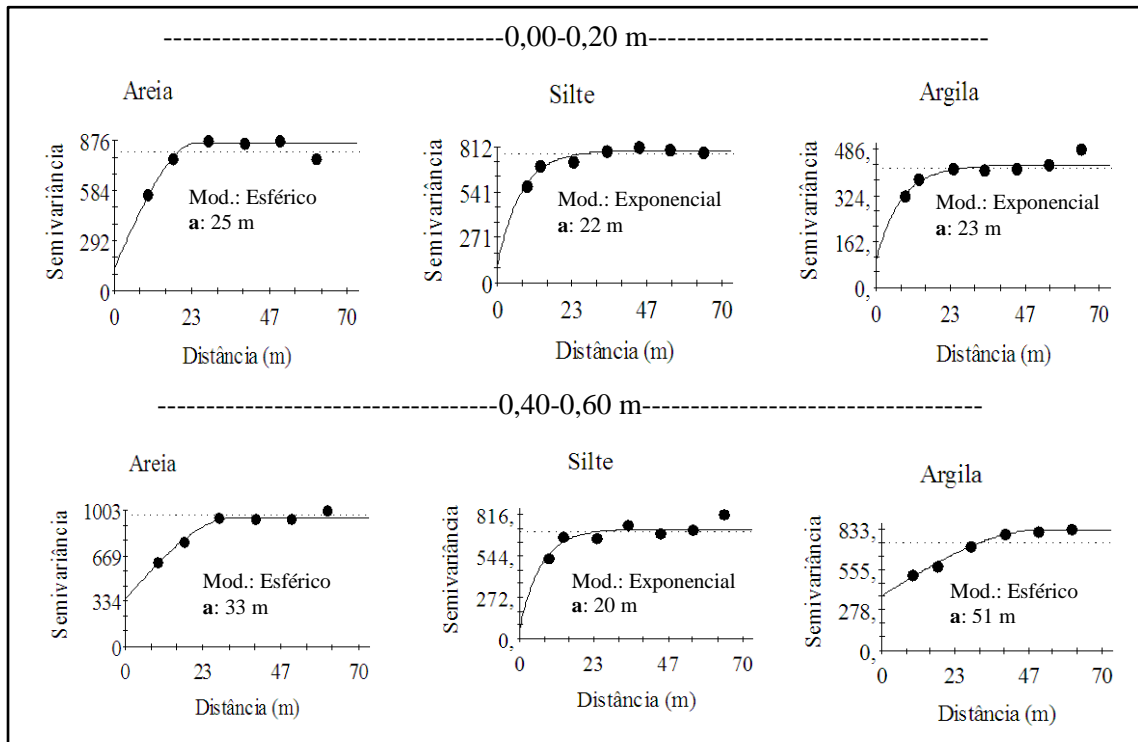 0,00-0,20 m
Areia
Semivariância
876
584
292
0
Mod.: Esférico
a: 25 m
0 23 47 70
Distância (m)
Silte
Semivariância
812
541
271
0
Mod.: Exponencial
a: 22 m
0 23 47 70
Distância (m)
Argila
Semivariância
486,
324,
162,
0,
Mod.: Exponencial
a: 23 m
0 23 47 70
Distância (m)
0,40-0,60 m
Areia
Semivariância
1003
669
334
0
Mod.: Esférico
a: 33 m
0 23 47 70
Distância (m)
Silte
Semivariância
816,
544,
272,
0,
Mod.: Exponencial
a: 20 m
0 23 47 70
Distância (m)
Argila
Semivariância
833,
555,
278,
0,
Mod.: Esférico
a: 51 m
0 23 47 70
Distância (m)